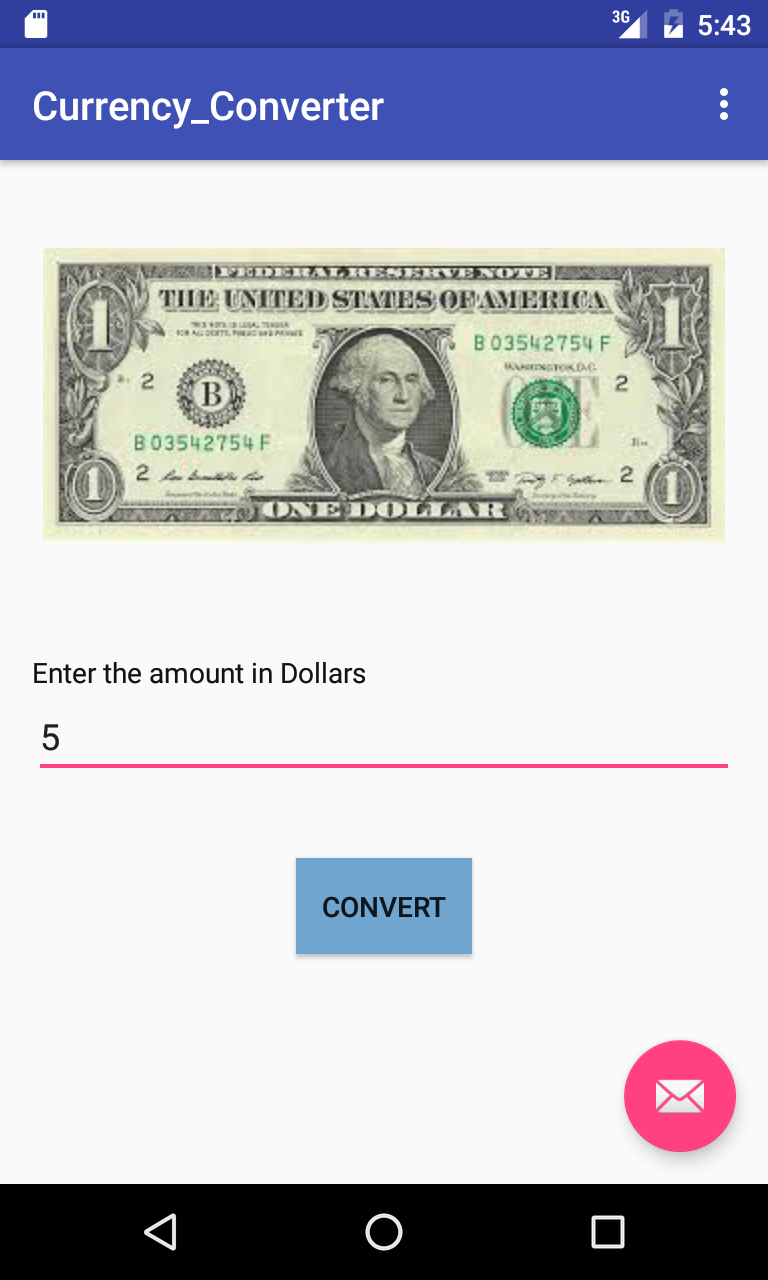 3G 5:43
Currency_Converter
FEDERAL RESERVE NOTE
THE UNITED STATES OF AMERICA
1 1
THIS NOTE IS LEGAL TENDER
FOR ALL DEBTS, PUBLIC AND PRIVATE
B 03542754 F
WASHINGTON, D.C.
2 2
B
ONE
B 03542754 F
2 2
1 1
ONE DOLLAR
Enter the amount in Dollars
5
CONVERT